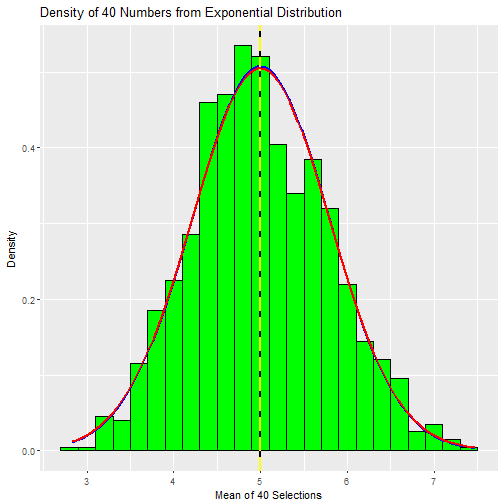 Density of 40 Numbers from Exponential Distribution
Density
0.4
0.2
0.0
3 4 5 6 7
Mean of 40 Selections